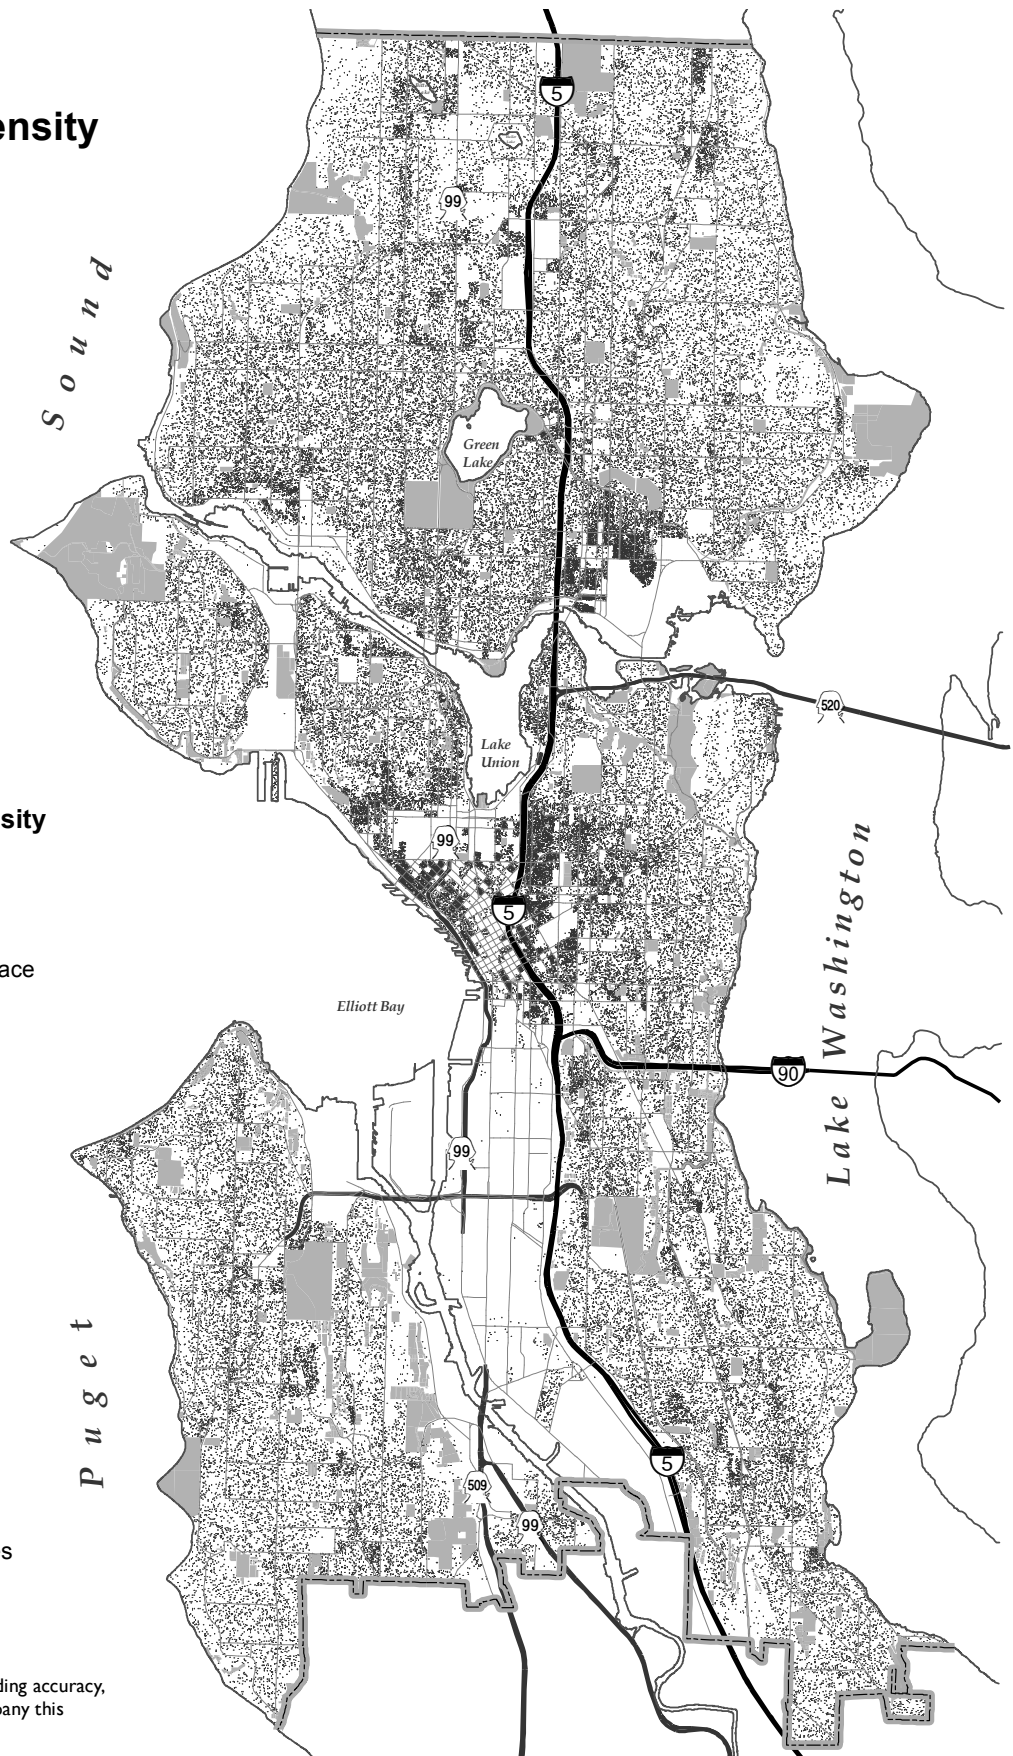 5
ensity
99
Sound
Green
Lake
520
Lake
Union
sity
99
5
ace
Elliott Bay
Lake Washington
90
99
Puget
5
509
99
s
ding accuracy,
pany this